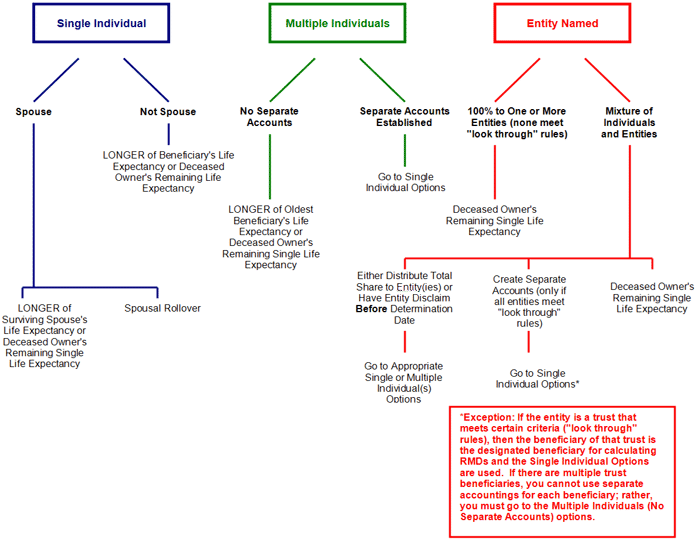 Single Individual
Multiple Individuals
Entity Named
Spouse
Not Spouse
No Separate
Accounts
Separate Accounts
Established
100% to One or More
Entities (none meet
"look through" rules)
Mixture of
Individuals
and Entities
LONGER of Beneficiary's Life
Expectancy or Deceased
Owner's Remaining Life
Expectancy
Go to Single
Individual Options
LONGER of Oldest
Beneficiary's Life
Expectancy or
Deceased Owner's
Remaining Single Life
Expectancy
Deceased Owner's
Remaining Single Life
Expectancy
LONGER of
Surviving Spouse's
Life Expectancy or
Deceased Owner's
Remaining Single
Life Expectancy
Spousal Rollover
Either Distribute Total
Share to Entity(ies) or
Have Entity Disclaim
Before Determination
Date
Create Separate
Accounts (only if
all entities meet
"look through"
rules)
Deceased Owner's
Remaining Single
Life Expectancy
Go to Appropriate
Single or Multiple
Individual(s)
Options
Go to Single
Individual Options*
*Exception: If the entity is a trust that
meets certain criteria ("look through"
rules), then the beneficiary of that trust is
the designated beneficiary for calculating
RMDs and the Single Individual Options
are used. If there are multiple trust
beneficiaries, you cannot use separate
accountings for each beneficiary; rather,
you must go to the Multiple Individuals (No
Separate Accounts) options.